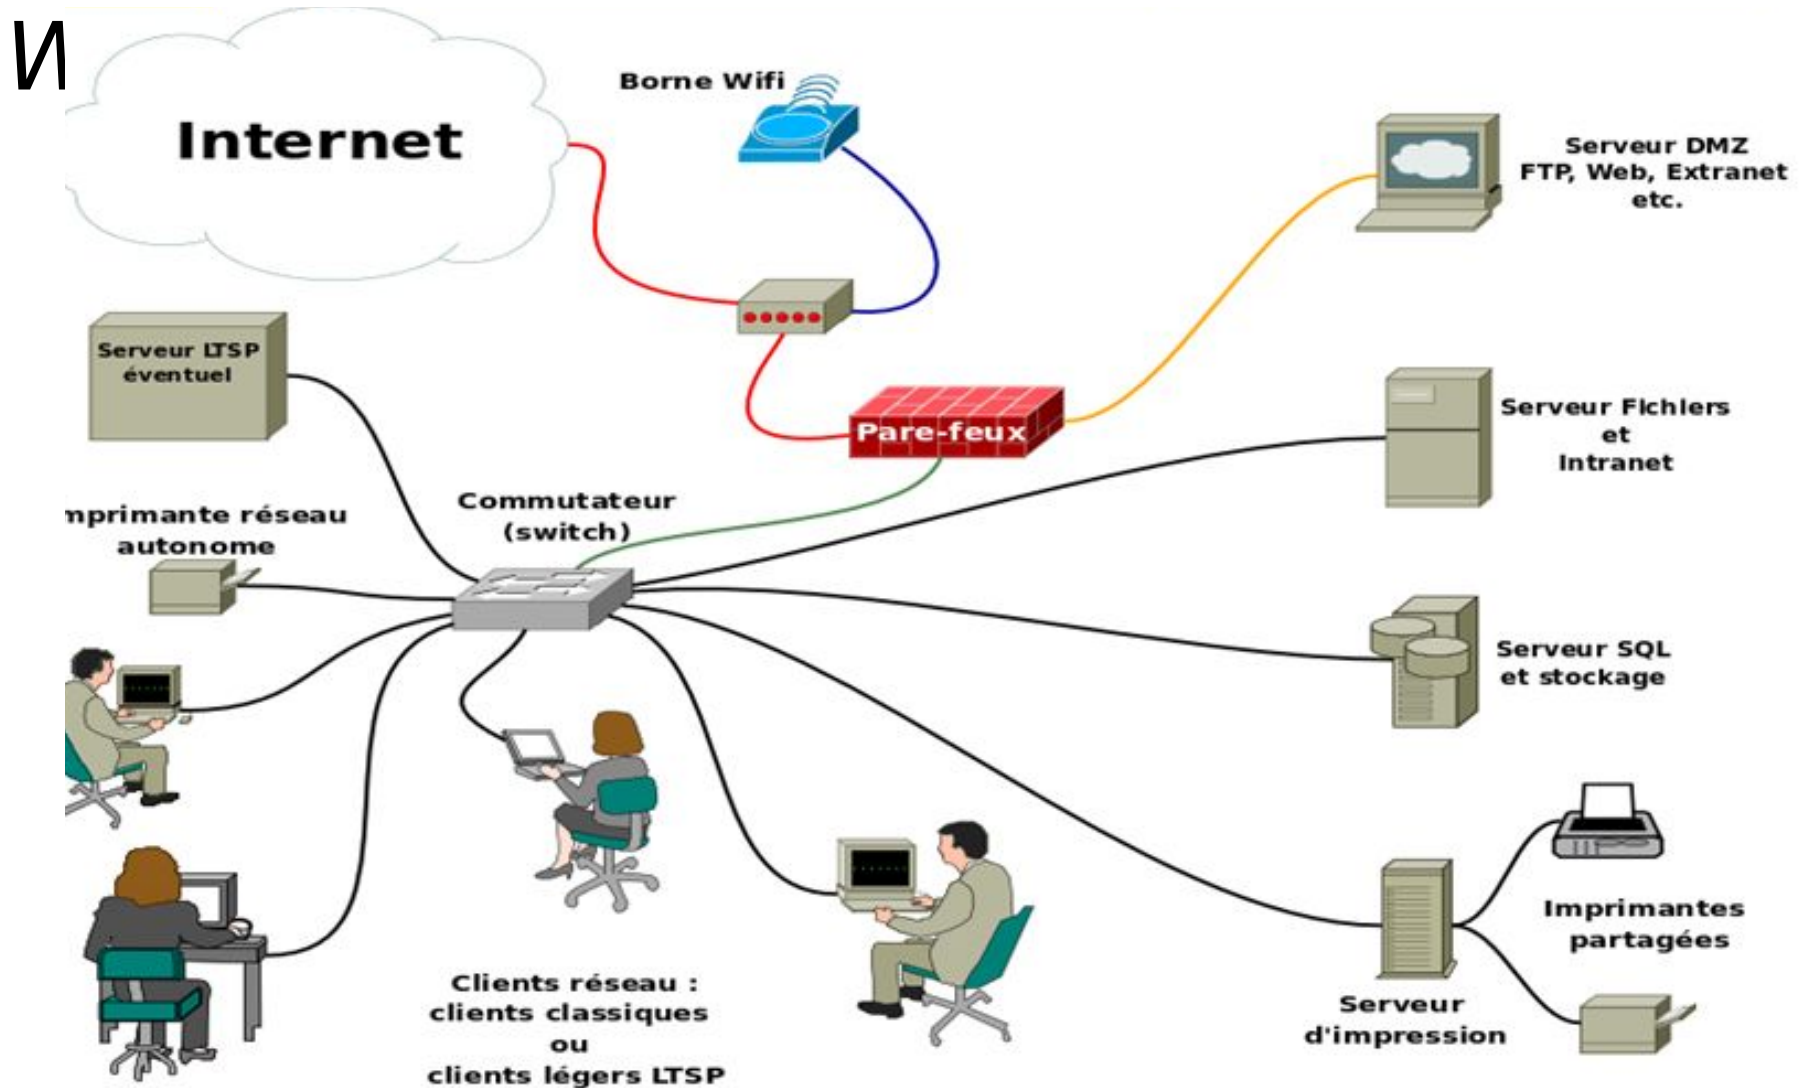 И
Internet
Borne Wifi
Serveur DMZ
FTP, Web, Extranet
etc.
Serveur LTSP
éventuel
Pare-feux
Serveur Fichiers
et
Intranet
Commutateur
(switch)
mprimante réseau
autonome
Serveur SQL
et stockage
Imprimantes
partagées
Serveur
d'impression
Clients réseau :
clients classiques
ou
clients légers LTSP